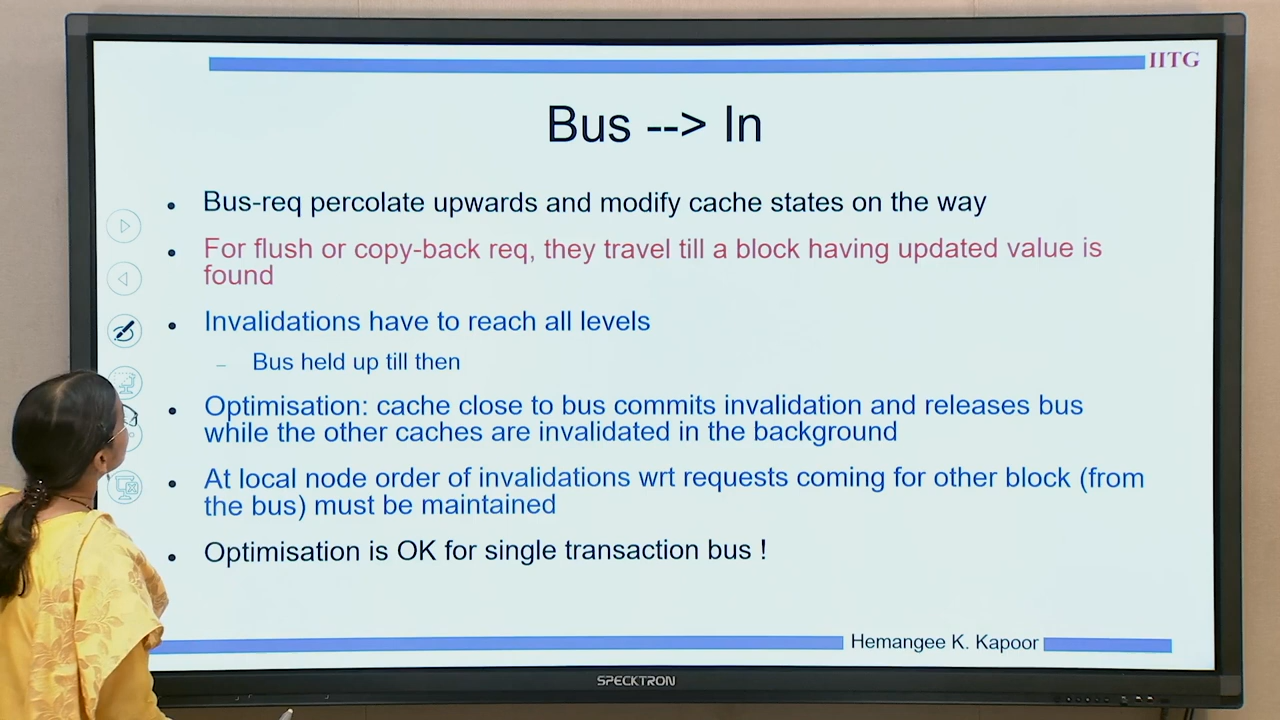 IITG
Bus --> In
• Bus-req percolate upwards and modify cache states on the way
• For flush or copy-back req, they travel till a block having updated value is
found
• Invalidations have to reach all levels
– Bus held up till then
• Optimisation: cache close to bus commits invalidation and releases bus
while the other caches are invalidated in the background
• At local node order of invalidations wrt requests coming for other block (from
the bus) must be maintained
• Optimisation is OK for single transaction bus !
Hemangee K. Kapoor
SPECKTRON